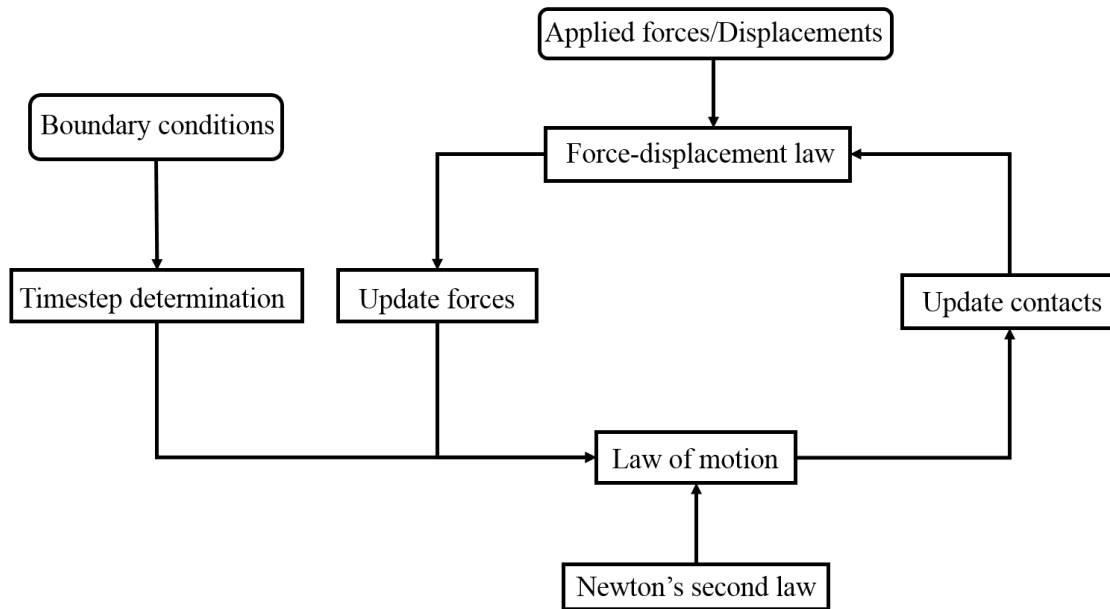 Applied forces/Displacements
Boundary conditions
Force-displacement law
Timestep determination
Update forces
Update contacts
Law of motion
Newton’s second law